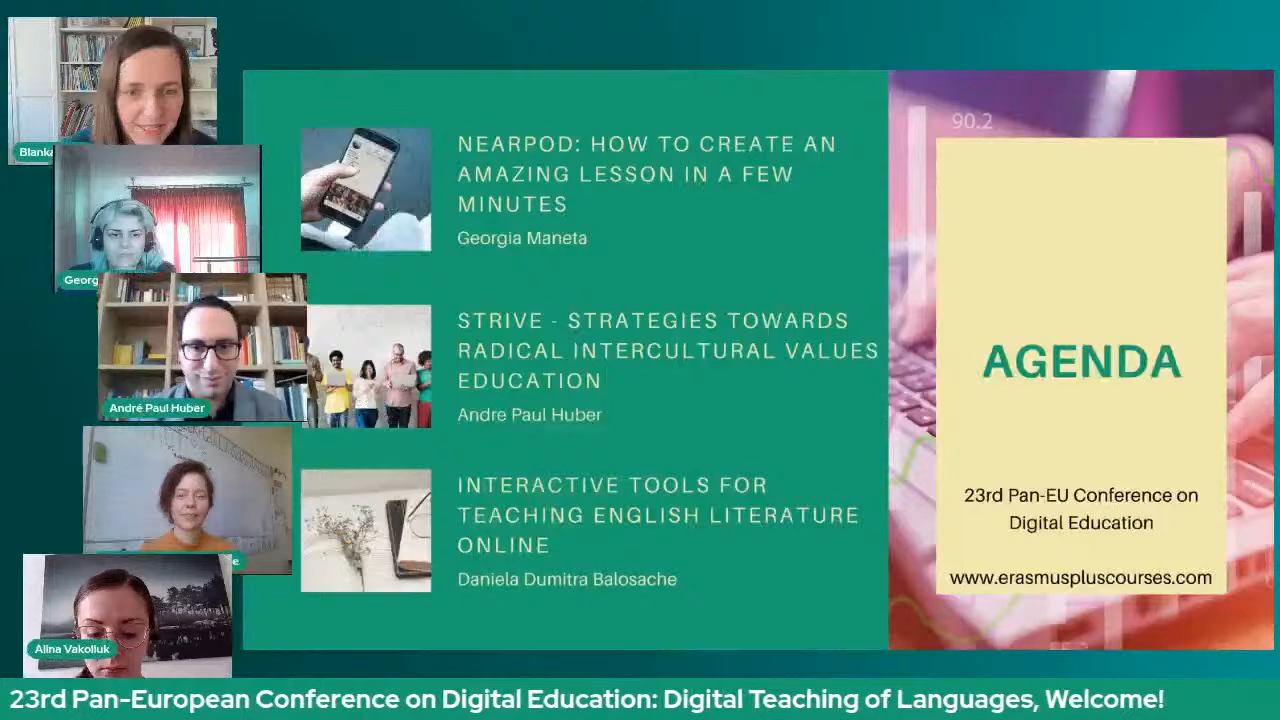 Blanka
Georg
André Paul Huber
e
Alina Vakoliuk
NEARPOD: HOW TO CREATE AN
AMAZING LESSON IN A FEW
MINUTES
Georgia Maneta
STRIVE - STRATEGIES TOWARDS
RADICAL INTERCULTURAL VALUES
EDUCATION
Andre Paul Huber
INTERACTIVE TOOLS FOR
TEACHING ENGLISH LITERATURE
ONLINE
Daniela Dumitra Balosache
90.2
AGENDA
23rd Pan-EU Conference on
Digital Education
www.erasmuspluscourses.com
23rd Pan-European Conference on Digital Education: Digital Teaching of Languages, Welcome!